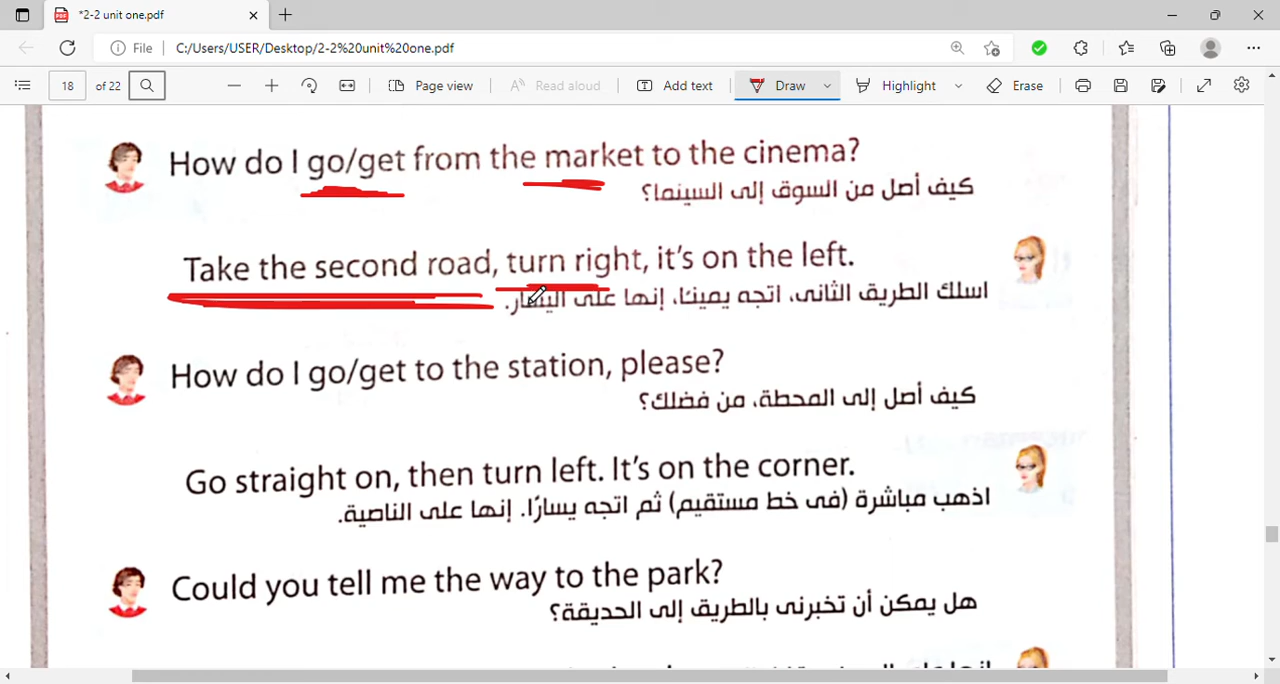 *2-2 unit one.pdf
File
C:/Users/USER/Desktop/2-2%20unit%20one.pdf
18 of 22
Page view
Read aloud
Add text
Draw
Highlight
Erase
How do I go/get from the market to the cinema?
كيف أصل من السوق إلى السينما؟
Take the second road, turn right, it's on the left.
اسلك الطريق الثانى، اتجه يمينا، إنها على اليسار.
How do I go/get to the station, please?
كيف أصل إلى المحطة، من فضلك؟
Go straight on, then turn left. It's on the corner.
اذهب مباشرة (فى خط مستقيم) ثم اتجه يسارًا. إنها على الناصية.
Could you tell me the way to the park?
هل يمكن أن تخبرنى بالطريق إلى الحديقة؟